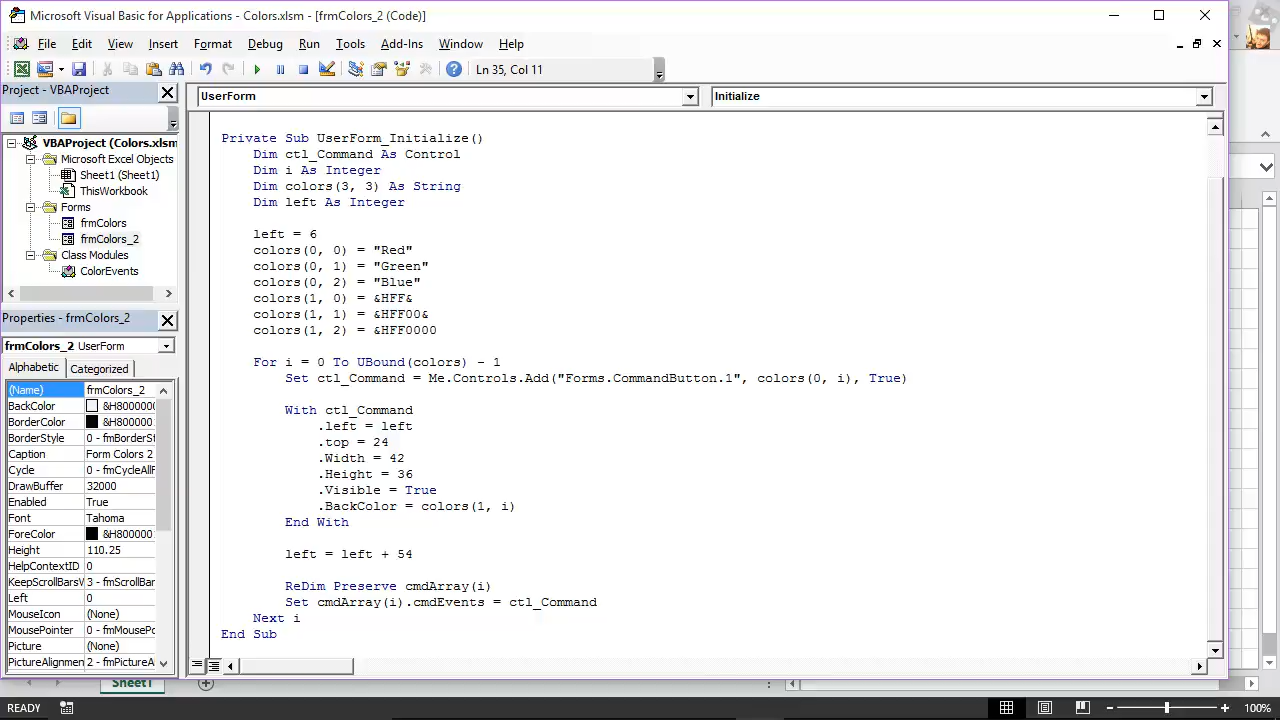 Microsoft Visual Basic for Applications - Colors.xlsm - [frmColors_2 (Code)]
File Edit View Insert Format Debug Run Tools Add-Ins Window Help
Ln 35, Col 11
Project - VBAProject
UserForm
Initialize
VBAProject (Colors.xlsm
Microsoft Excel Objects
Sheet1 (Sheet1)
ThisWorkbook
Forms
frmColors
frmColors_2
Class Modules
ColorEvents
Properties - frmColors_2
frmColors_2 UserForm
Alphabetic Categorized
(Name) frmColors_2
BackColor &H8000000
BorderColor &H800001
BorderStyle 0 - fmBorderSt
Caption Form Colors 2
Cycle 0 - fmCycleAllF
DrawBuffer 32000
Enabled True
Font Tahoma
ForeColor &H800001
Height 110.25
HelpContextID 0
KeepScrollBarsV 3 - fmScrollBars
Left 0
MouseIcon (None)
MousePointer 0 - fmMousePo
Picture (None)
PictureAlignmen 2 - fmPictureA
Private Sub UserForm_Initialize()
Dim ctl_Command As Control
Dim i As Integer
Dim colors(3, 3) As String
Dim left As Integer
left = 6
colors(0, 0) = "Red"
colors(0, 1) = "Green"
colors(0, 2) = "Blue"
colors(1, 0) = &HFF&
colors(1, 1) = &HFF00&
colors(1, 2) = &HFF0000
For i = 0 To UBound(colors) - 1
Set ctl_Command = Me.Controls.Add("Forms.CommandButton.1", colors(0, i), True)
With ctl_Command
.left = left
.top = 24
.Width = 42
.Height = 36
.Visible = True
.BackColor = colors(1, i)
End With
left = left + 54
ReDim Preserve cmdArray(i)
Set cmdArray(i).cmdEvents = ctl_Command
Next i
End Sub
Sheet1
READY
100%